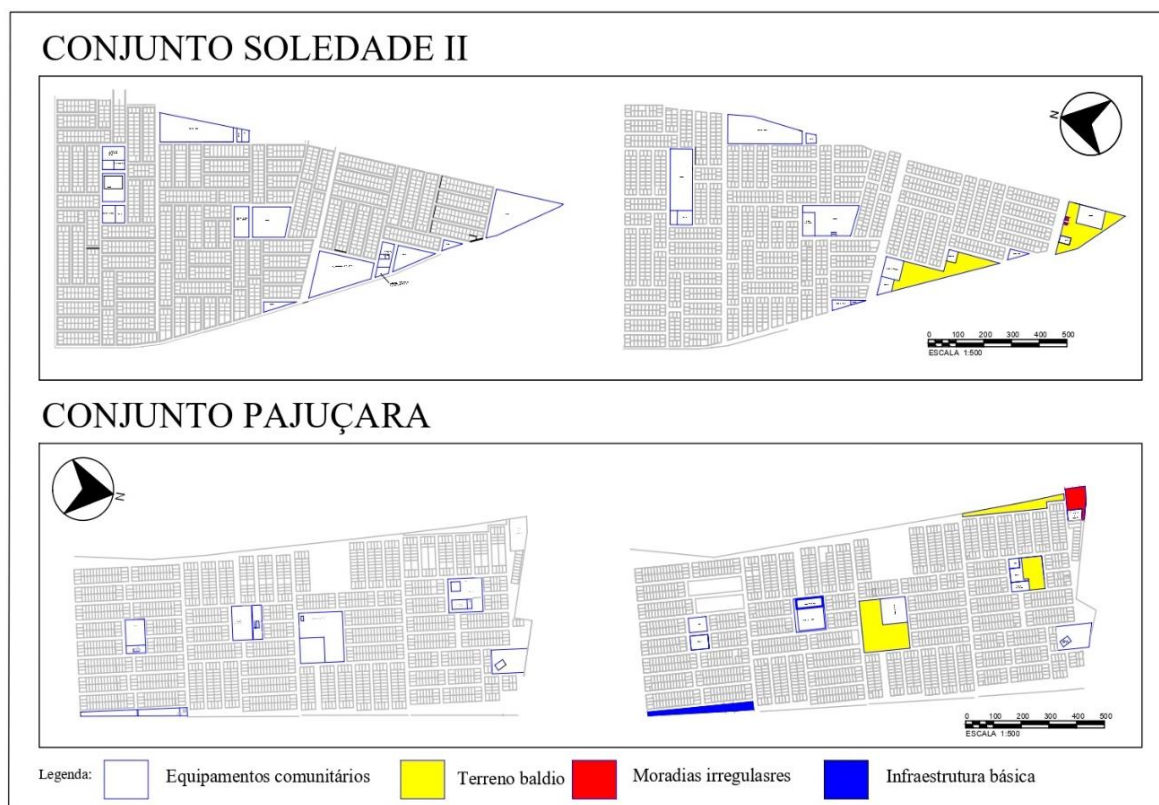 CONJUNTO SOLEDADE II
N
0 100 200 300 400 500
ESCALA 1:500
CONJUNTO PAJUÇARA
N
0 100 200 300 400 500
ESCALA 1:500
Legenda: Equipamentos comunitários Terreno baldio Moradias irregulasres Infraestrutura básica